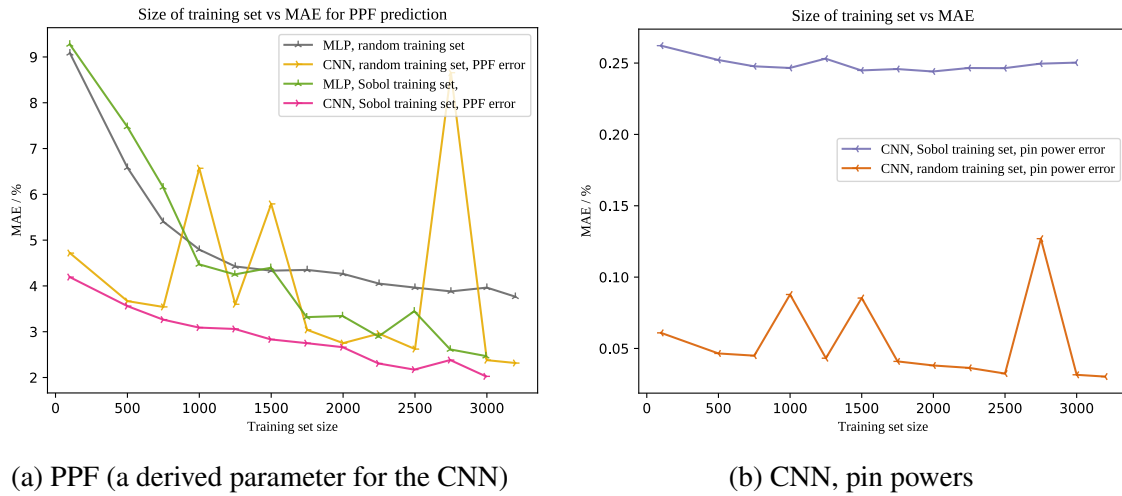 Size of training set vs MAE for PPF prediction
MLP, random training set
CNN, random training set, PPF error
MLP, Sobol training set,
CNN, Sobol training set, PPF error
MAE / %
9
8
7
6
5
4
3
2
0
500
1000
1500
2000
2500
3000
Training set size
(a) PPF (a derived parameter for the CNN)
Size of training set vs MAE
CNN, Sobol training set, pin power error
CNN, random training set, pin power error
MAE / %
0.25
0.20
0.15
0.10
0.05
0
500
1000
1500
2000
2500
3000
Training set size
(b) CNN, pin powers